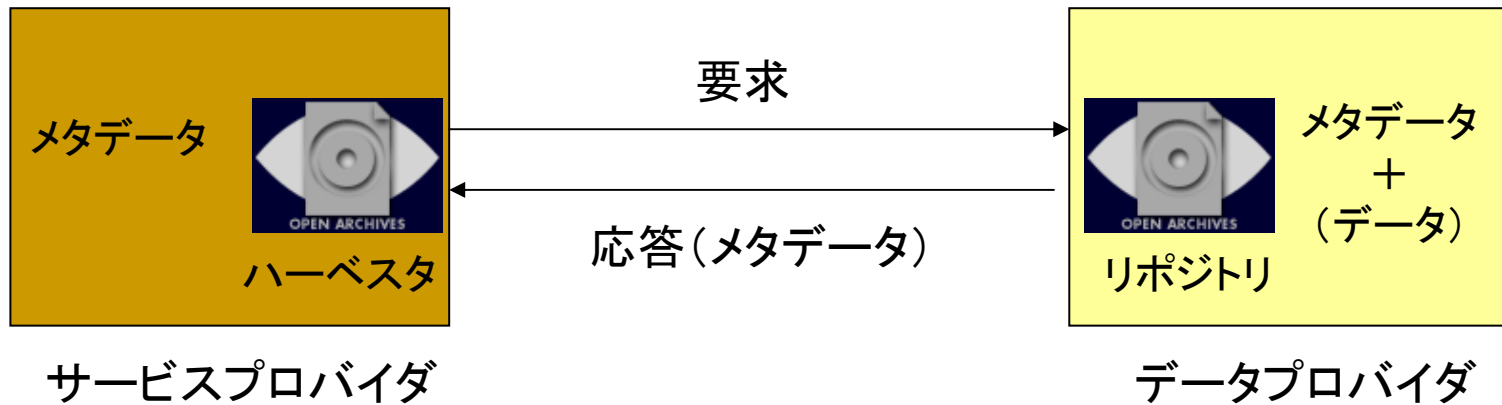 要求
メタデータ
OPEN ARCHIVES
ハーベスタ
応答(メタデータ)
OPEN ARCHIVES
リポジトリ
メタデータ
+
(データ)
サービスプロバイダ
データプロバイダ